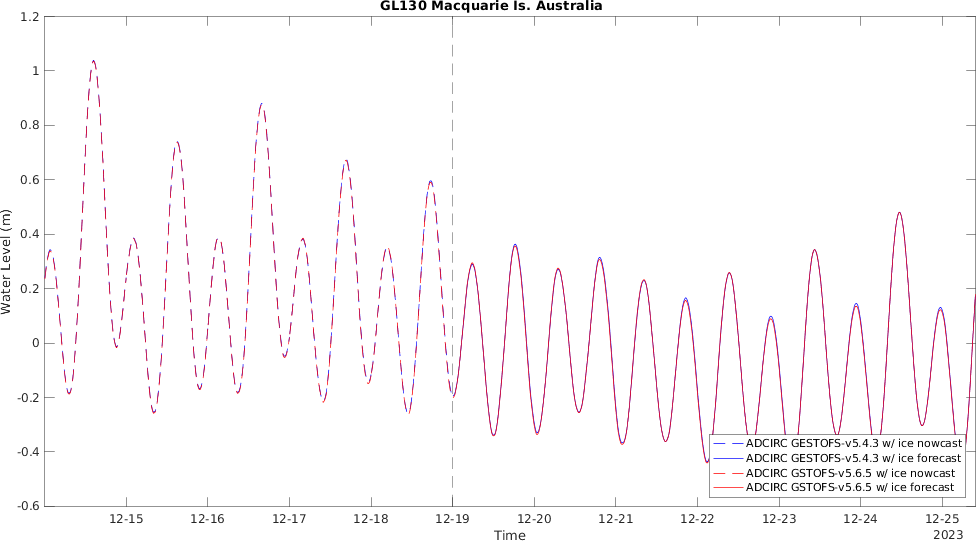 GL130 Macquarie Is. Australia
1.2
1
0.8
0.6
0.4
0.2
0
-0.2
-0.4
-0.6
Water Level (m)
ADCIRC GESTOFS-v5.4.3 w/ ice nowcast
ADCIRC GESTOFS-v5.4.3 w/ ice forecast
ADCIRC GSTOFS-v5.6.5 w/ ice nowcast
ADCIRC GSTOFS-v5.6.5 w/ ice forecast
12-15 12-16 12-17 12-18 12-19 12-20 12-21 12-22 12-23 12-24 12-25
Time
2023